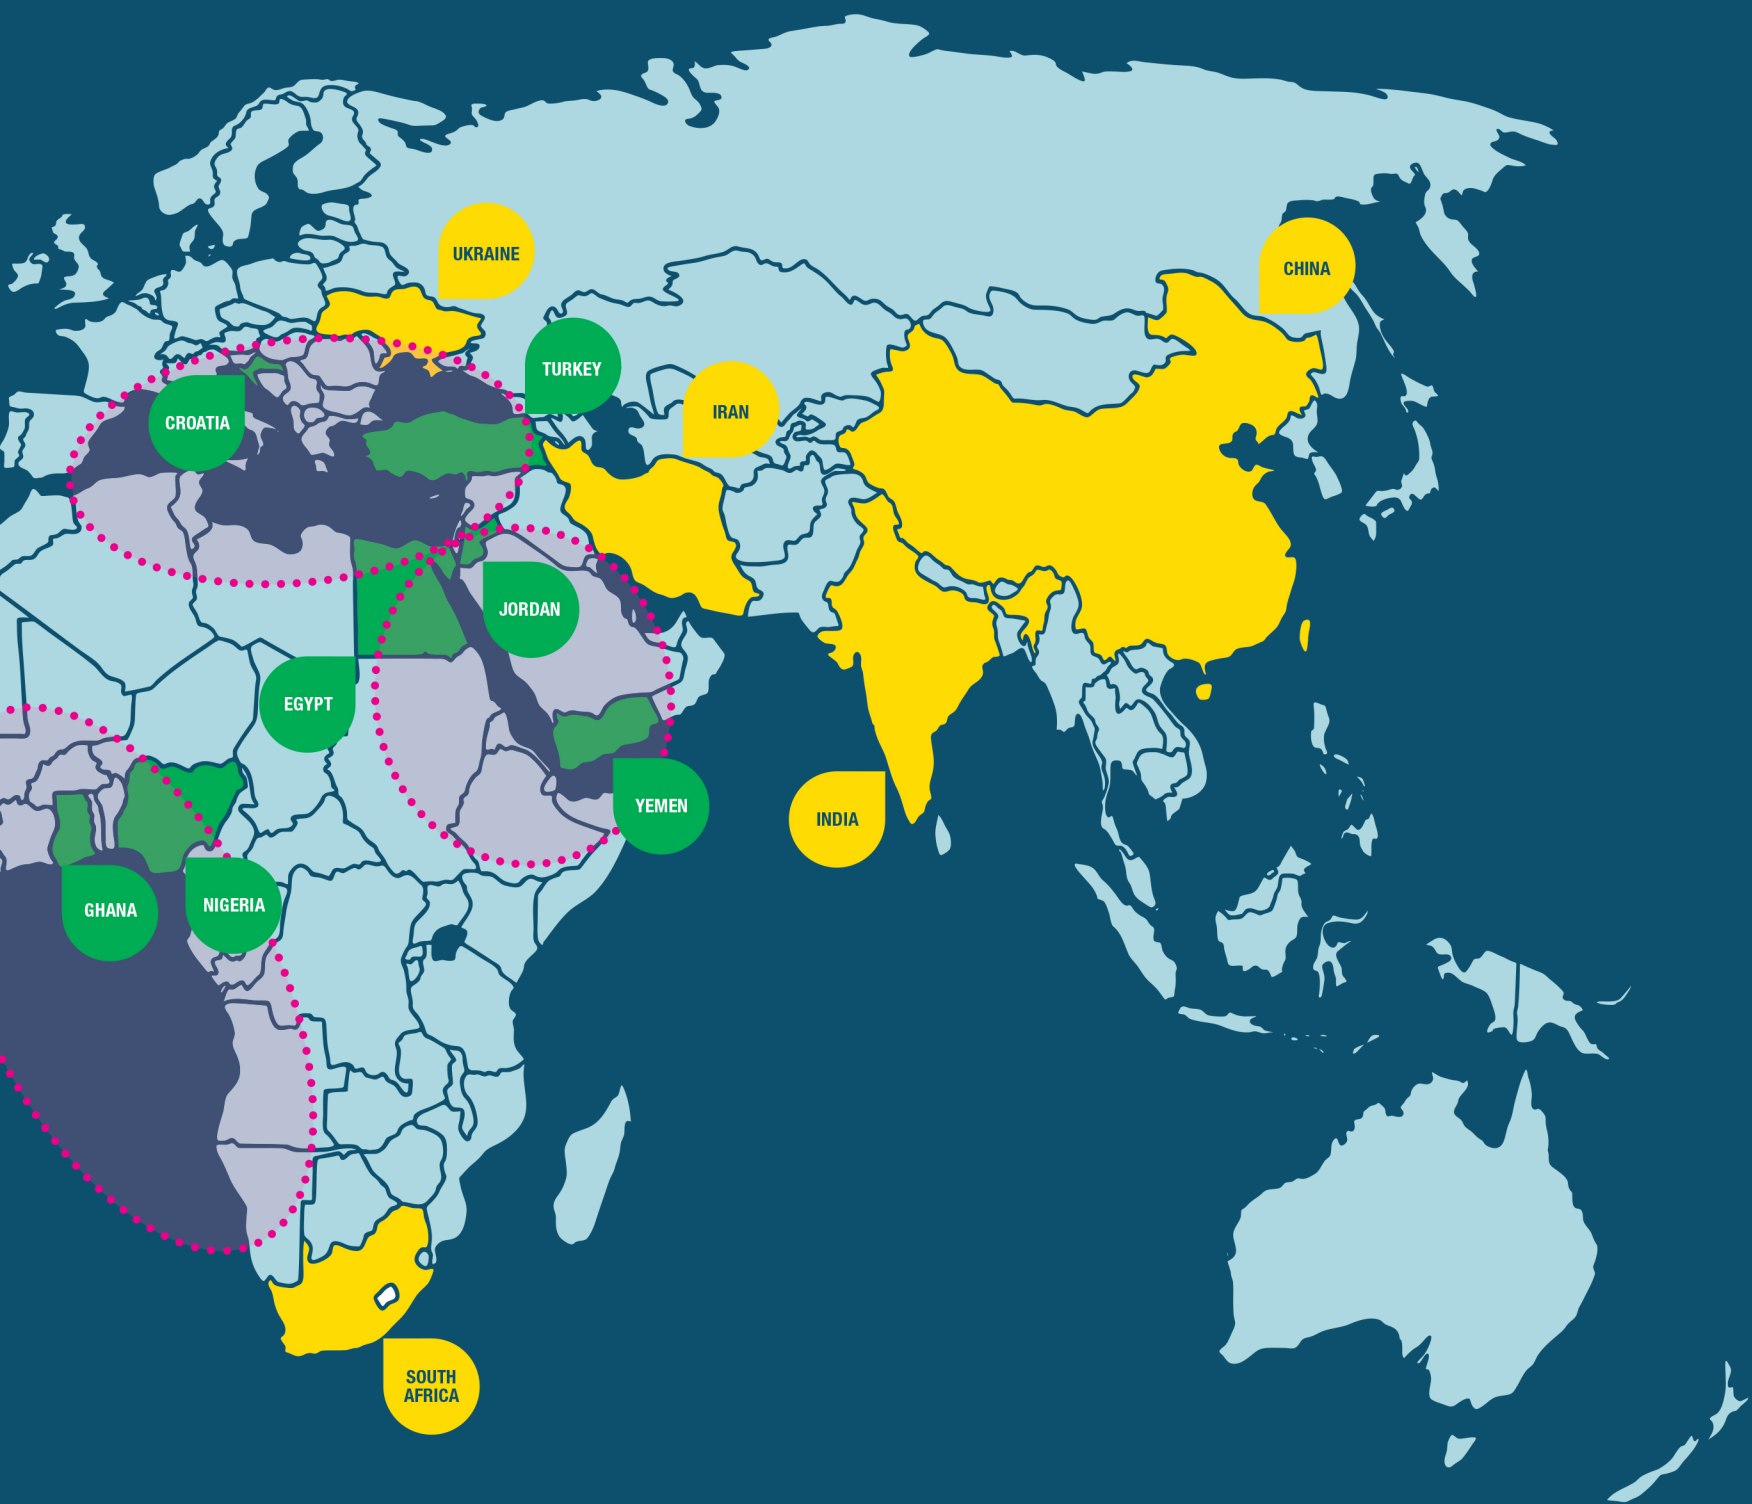 UKRAINE
CHINA
TURKEY
IRAN
CROATIA
JORDAN
EGYPT
YEMEN
INDIA
NIGERIA
GHANA
SOUTH
AFRICA